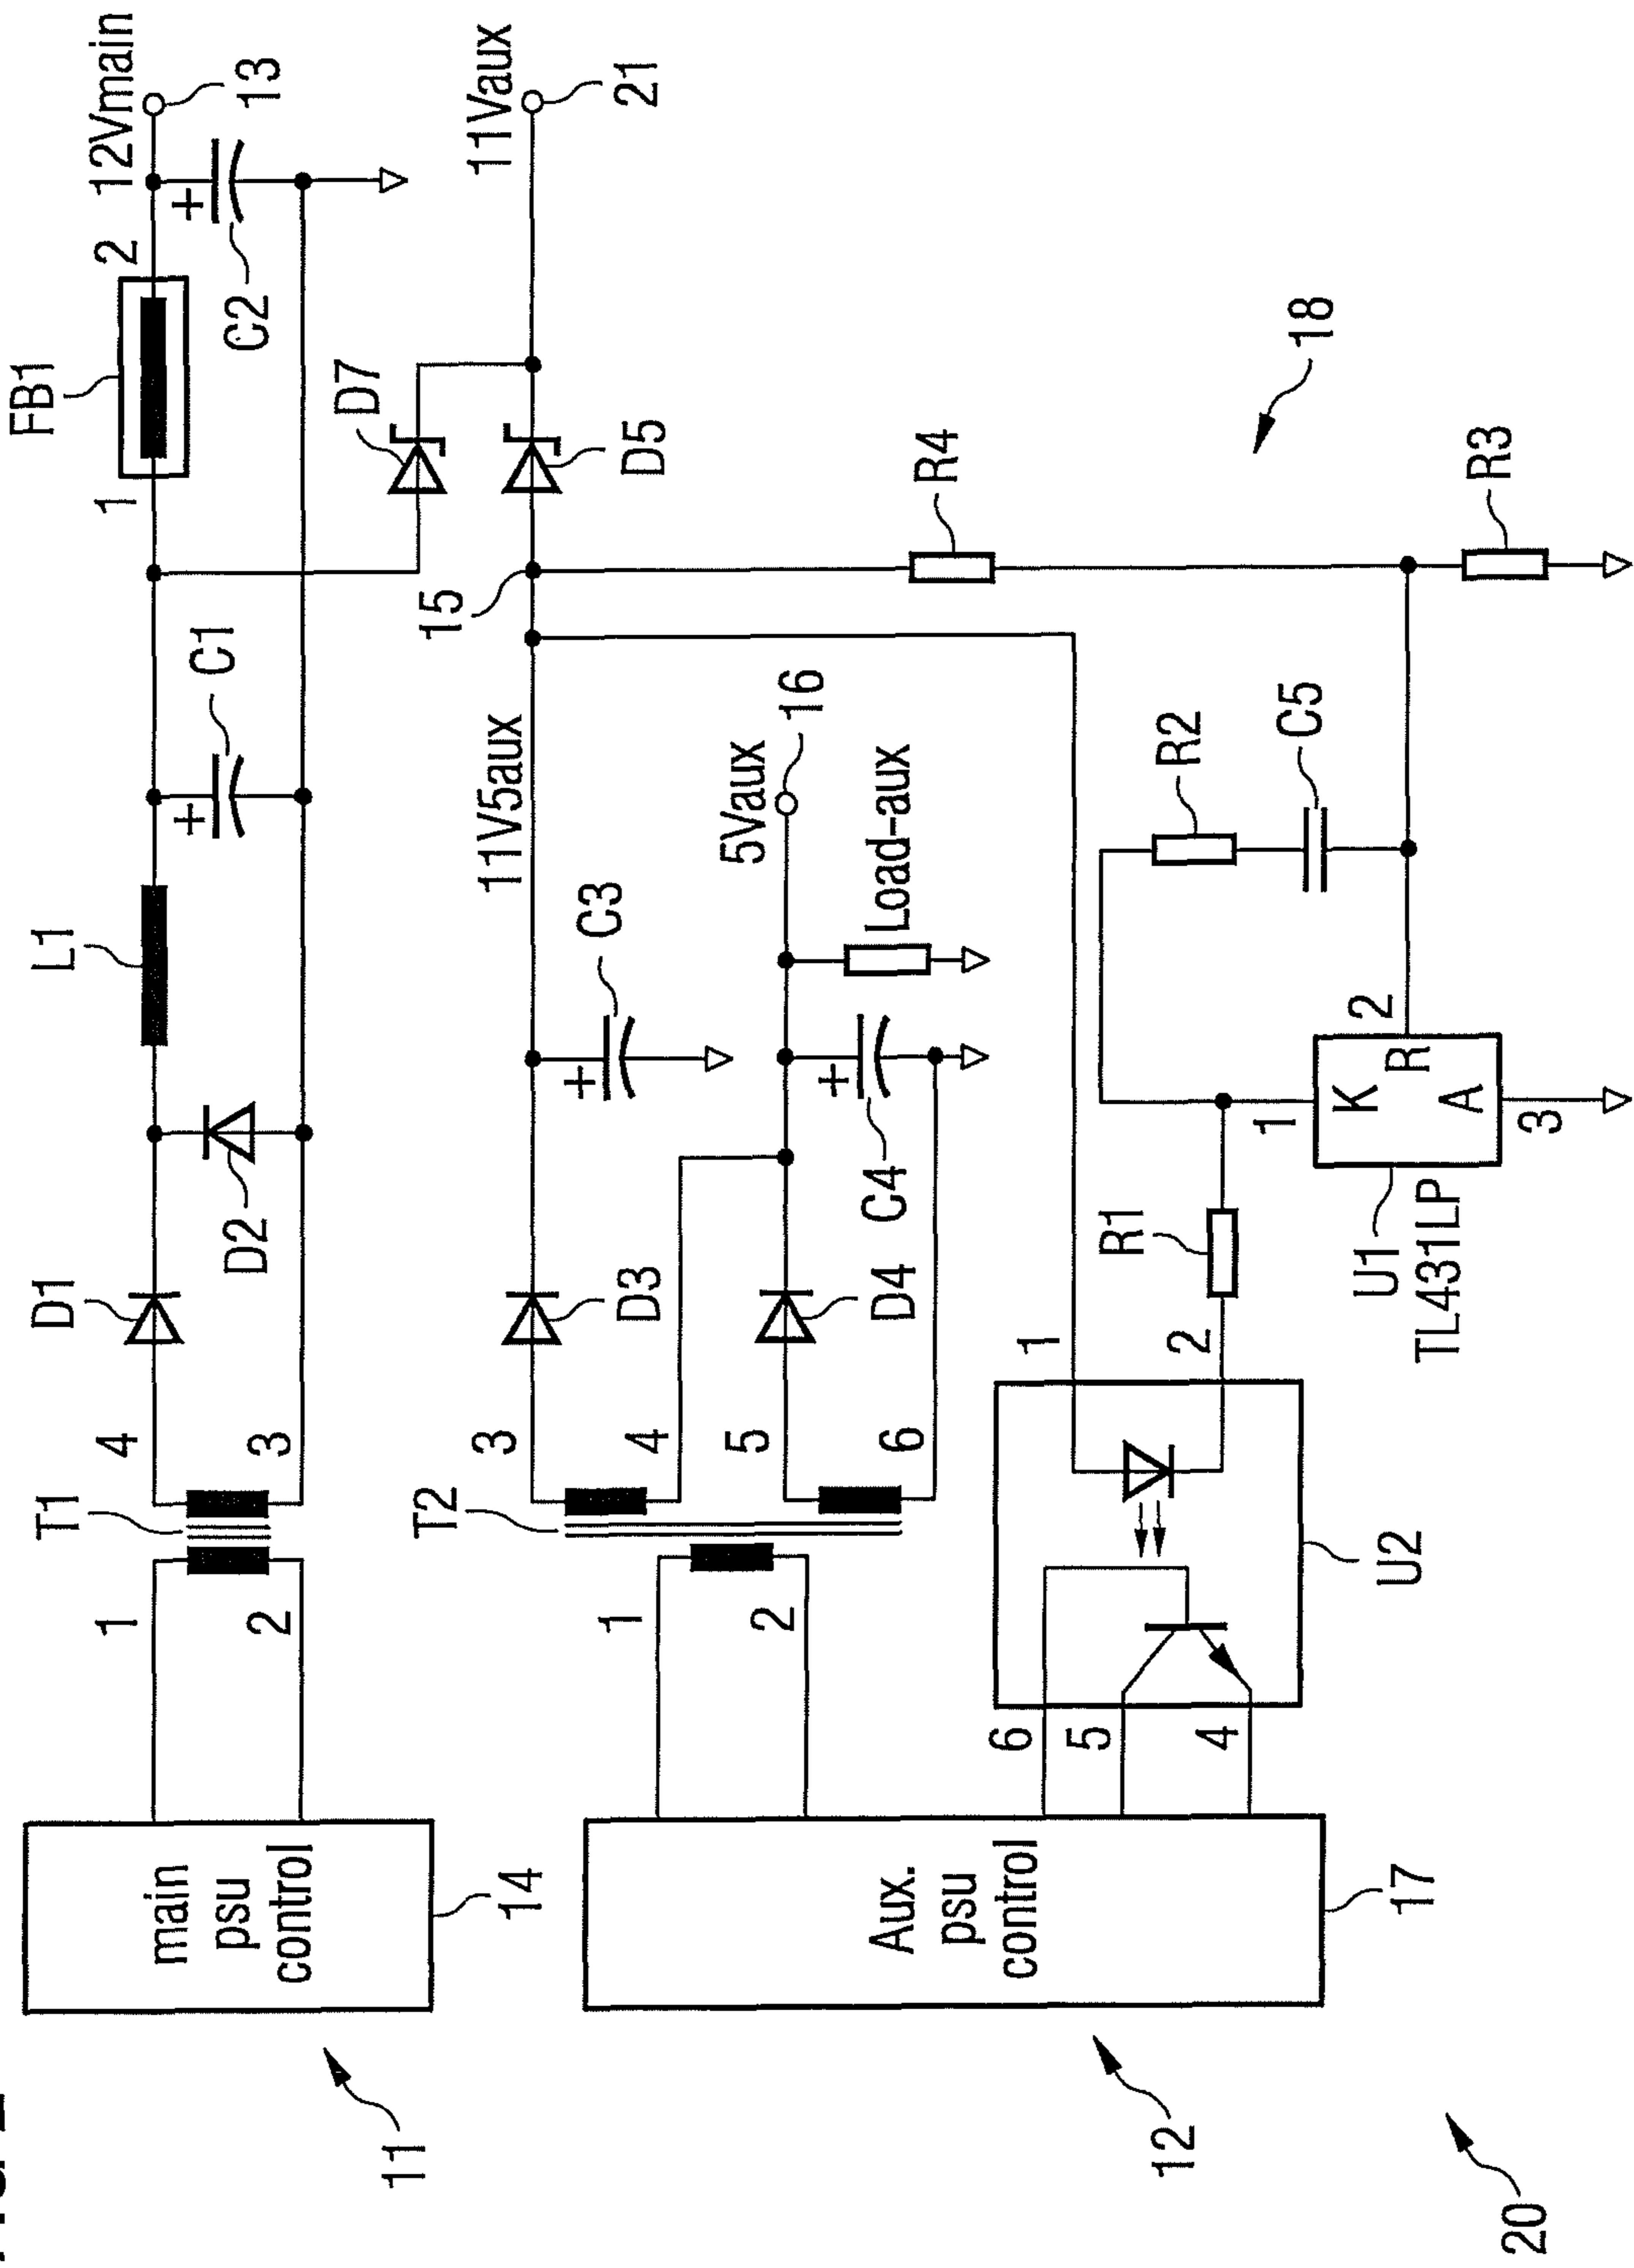 12Vmain
13
FB1
1
2
C2
L1
C1
D1
D2
T1
4
3
1
2
main
psu
control
14
11
11Vaux
21
D7
D5
15
11V5aux
C3
D3
T2
3
4
5
6
1
2
5Vaux
16
Load-aux
C4
D4
Aux.
psu
control
17
12
18
R4
R3
R2
C5
R1
1
2
K
R
A
1
2
3
U1
TL431LP
U2
6
5
4
20